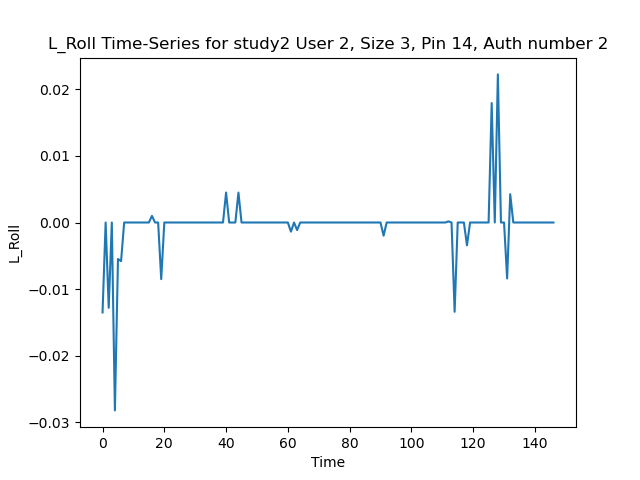 L_Roll Time-Series for study2 User 2, Size 3, Pin 14, Auth number 2
0.02
0.01
0.00
−0.01
−0.02
−0.03
L_Roll
0 20 40 60 80 100 120 140
Time